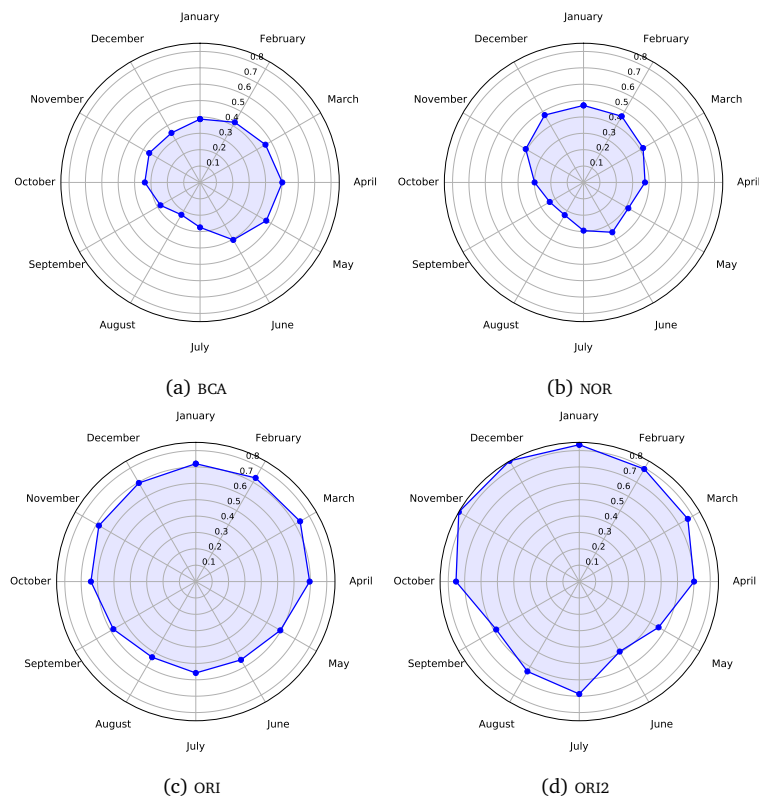 January
December
February
November
March
October
April
September
May
August
June
July
0.1
0.2
0.3
0.4
0.5
0.6
0.7
0.8
(a) BCA
January
December
February
November
March
October
April
September
May
August
June
July
0.1
0.2
0.3
0.4
0.5
0.6
0.7
0.8
(b) NOR
January
December
February
November
March
October
April
September
May
August
June
July
0.1
0.2
0.3
0.4
0.5
0.6
0.7
0.8
(c) ORI
January
December
February
November
March
October
April
September
May
August
June
July
0.1
0.2
0.3
0.4
0.5
0.6
0.7
0.8
(d) ORI2